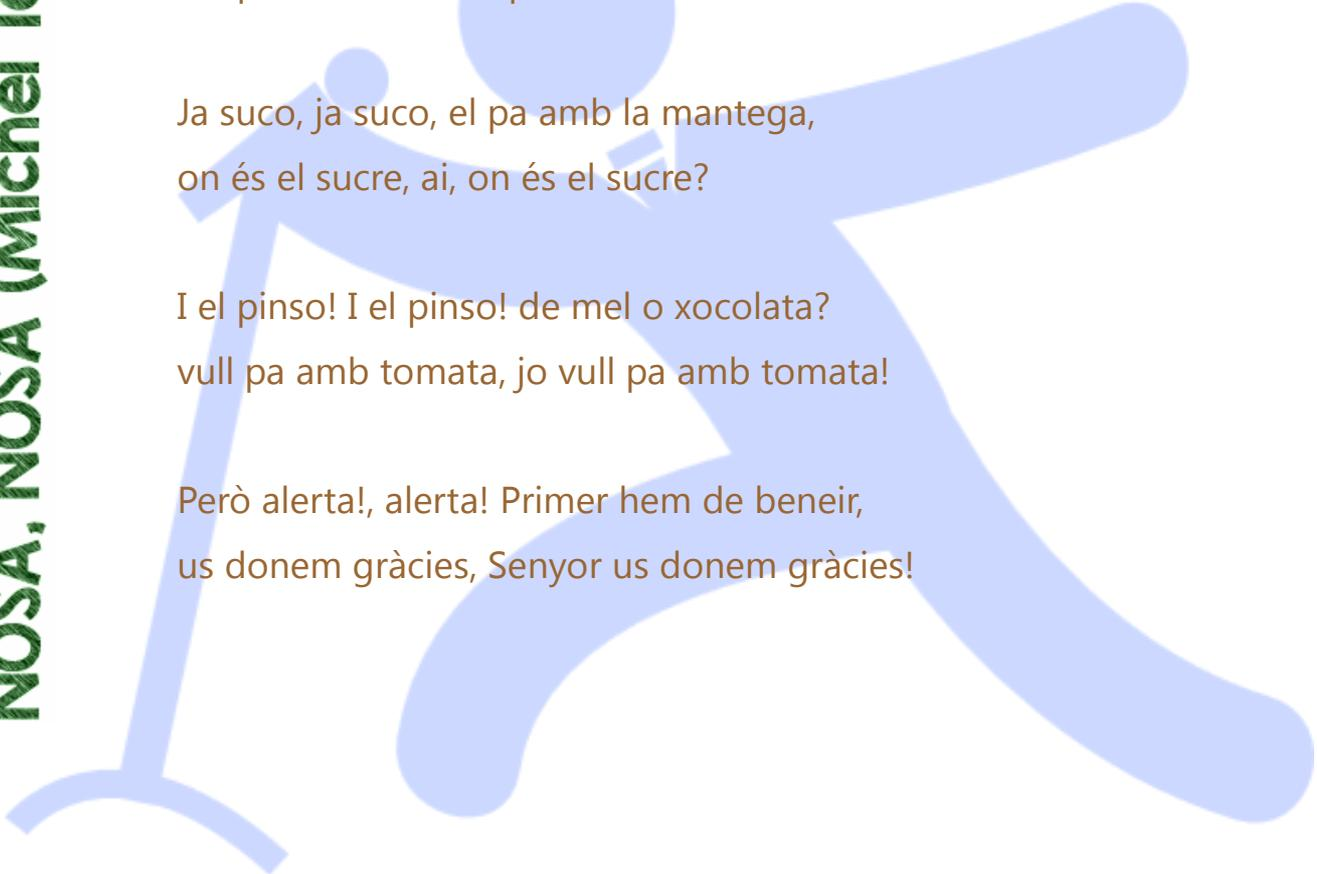 Ja suco, ja suco, el pa amb la mantega,
on és el sucre, ai, on és el sucre?
I el pinso! I el pinso! de mel o xocolata?
vull pa amb tomata, jo vull pa amb tomata!
Però alerta!, alerta! Primer hem de beneir,
us donem gràcies, Senyor us donem gràcies!
NOSA, NOSA (Michel